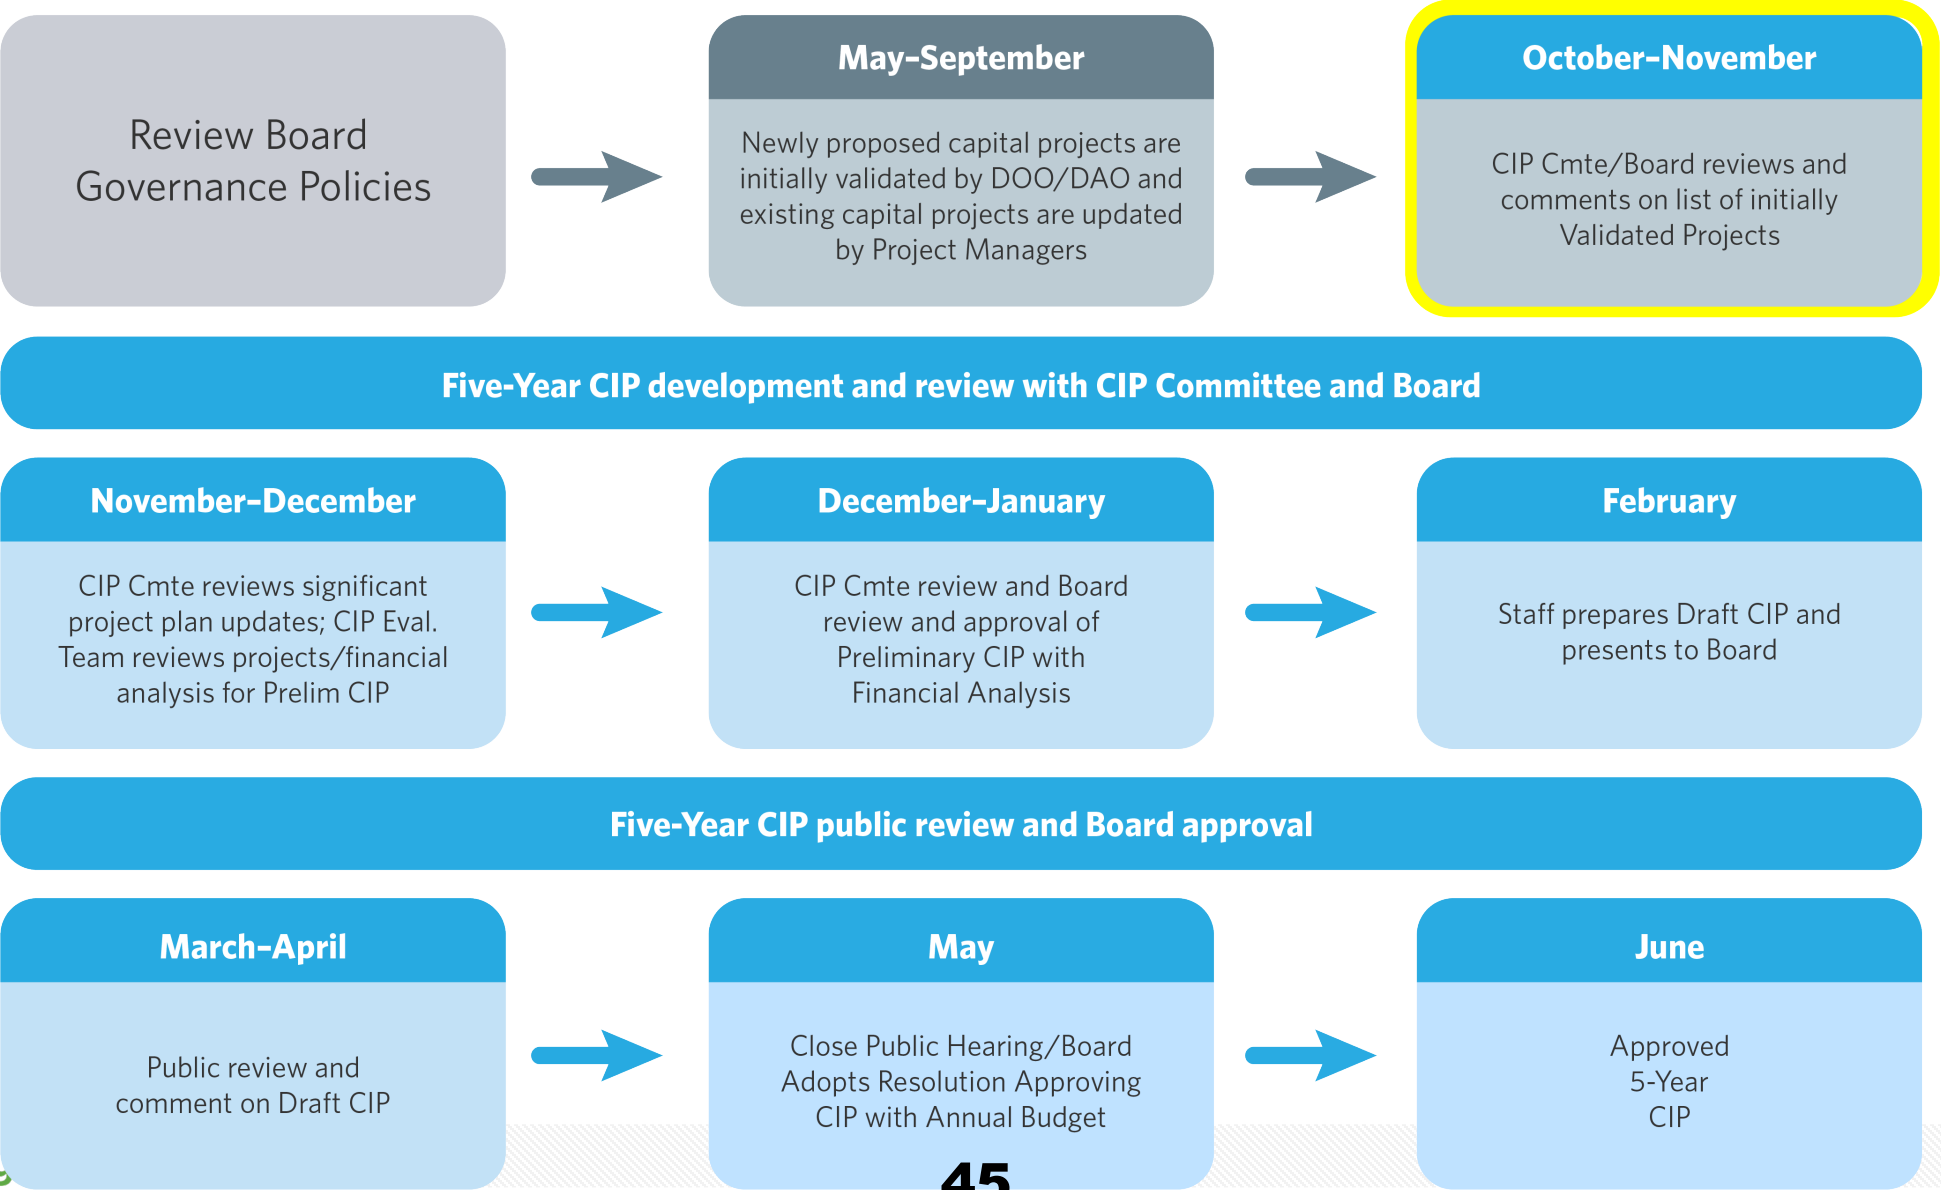 Review Board
Governance Policies
May–September
Newly proposed capital projects are
initially validated by DOO/DAO and
existing capital projects are updated
by Project Managers
October–November
CIP Cmte/Board reviews and
comments on list of initially
Validated Projects
Five-Year CIP development and review with CIP Committee and Board
November–December
CIP Cmte reviews significant
project plan updates; CIP Eval.
Team reviews projects/financial
analysis for Prelim CIP
December–January
CIP Cmte review and Board
review and approval of
Preliminary CIP with
Financial Analysis
February
Staff prepares Draft CIP and
presents to Board
Five-Year CIP public review and Board approval
March–April
Public review and
comment on Draft CIP
May
Close Public Hearing/Board
Adopts Resolution Approving
CIP with Annual Budget
June
Approved
5-Year
CIP
45